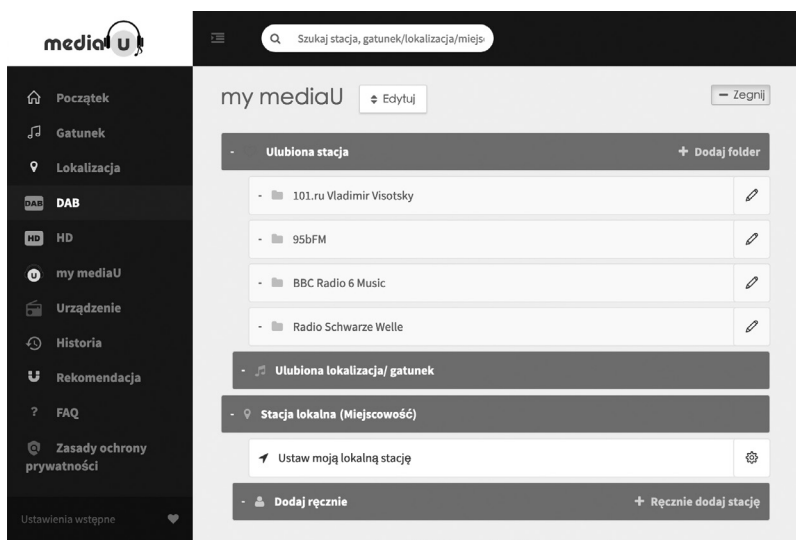 mediaU
Szukaj stacja, gatunek/lokalizacja/miejs
Początek
Gatunek
Lokalizacja
DAB DAB
HD HD
my mediaU
Urządzenie
Historia
Rekomendacja
? FAQ
Zasady ochrony
prywatności
Ustawienia wstępne
my mediaU
Edytuj
− Zegnij
- Ulubiona stacja
+ Dodaj folder
- 101.ru Vladimir Visotsky
- 95bFM
- BBC Radio 6 Music
- Radio Schwarze Welle
- Ulubiona lokalizacja/ gatunek
- Stacja lokalna (Miejscowość)
Ustaw moją lokalną stację
- Dodaj ręcznie
+ Ręcznie dodaj stację